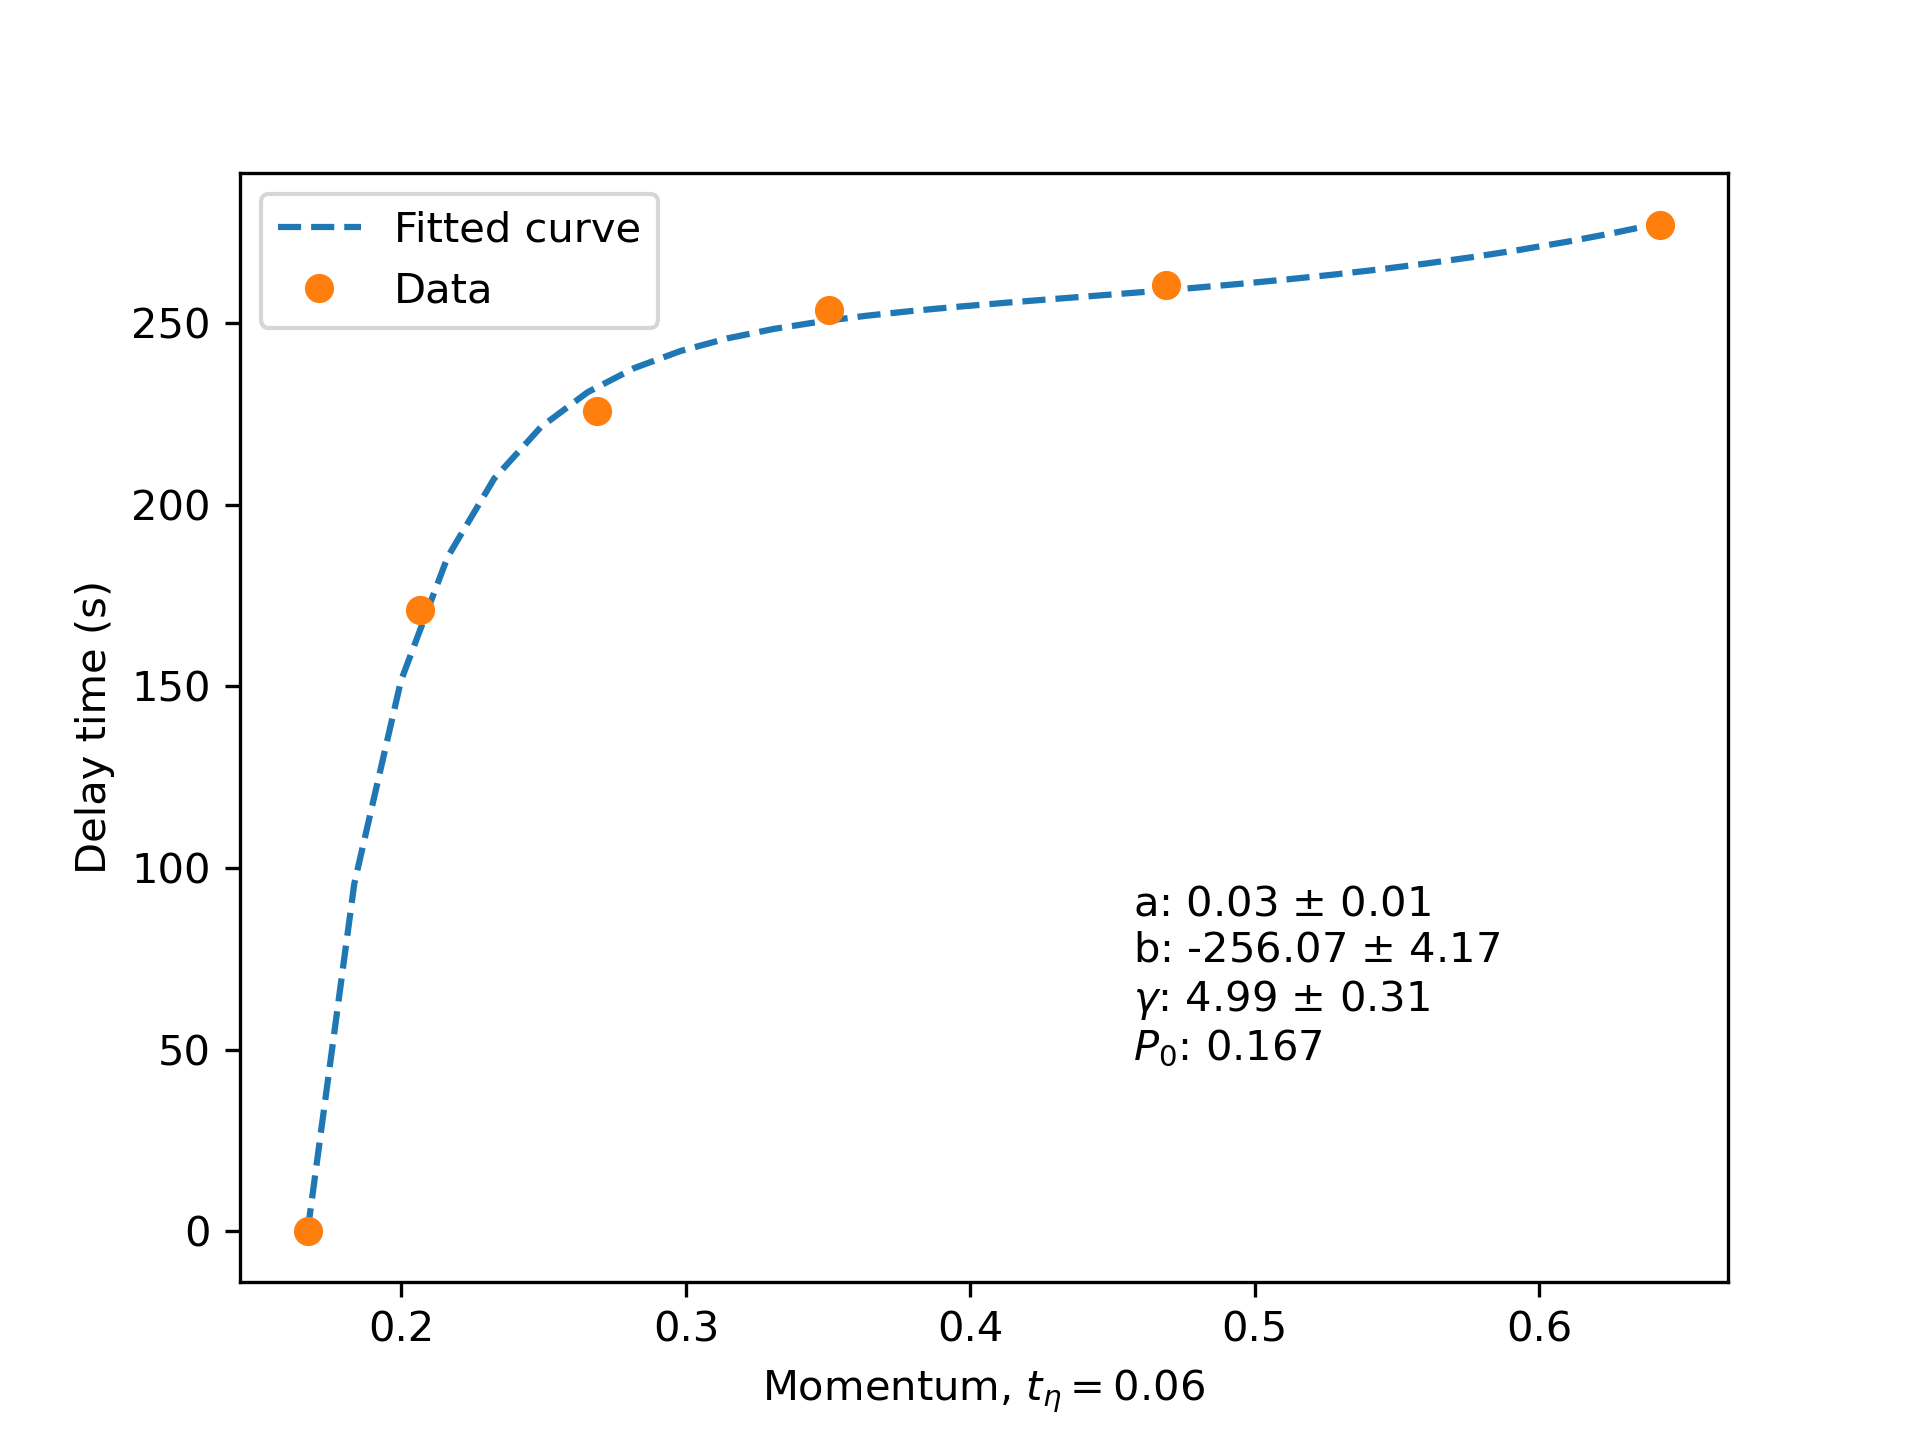 Fitted curve
Data
250
200
150
100
50
0
Delay time (s)
a: 0.03 ± 0.01
b: -256.07 ± 4.17
γ: 4.99 ± 0.31
P₀: 0.167
0.2 0.3 0.4 0.5 0.6
Momentum, tη = 0.06